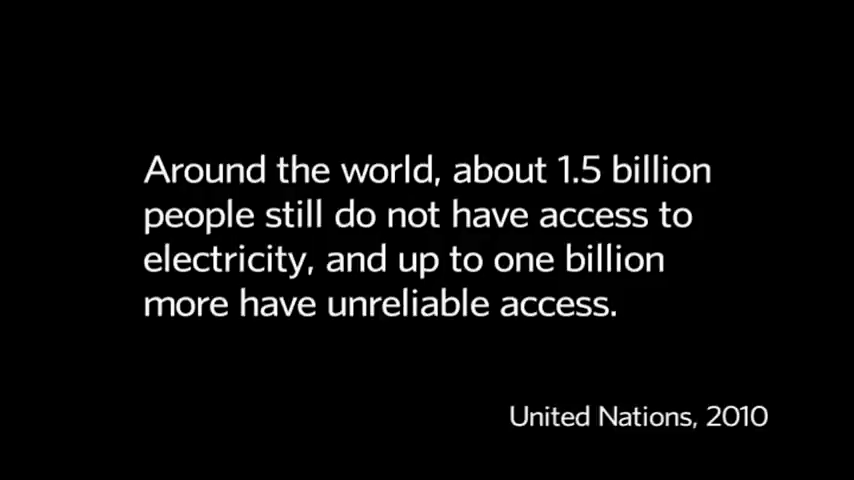 Around the world, about 1.5 billion
people still do not have access to
electricity, and up to one billion
more have unreliable access.
United Nations, 2010